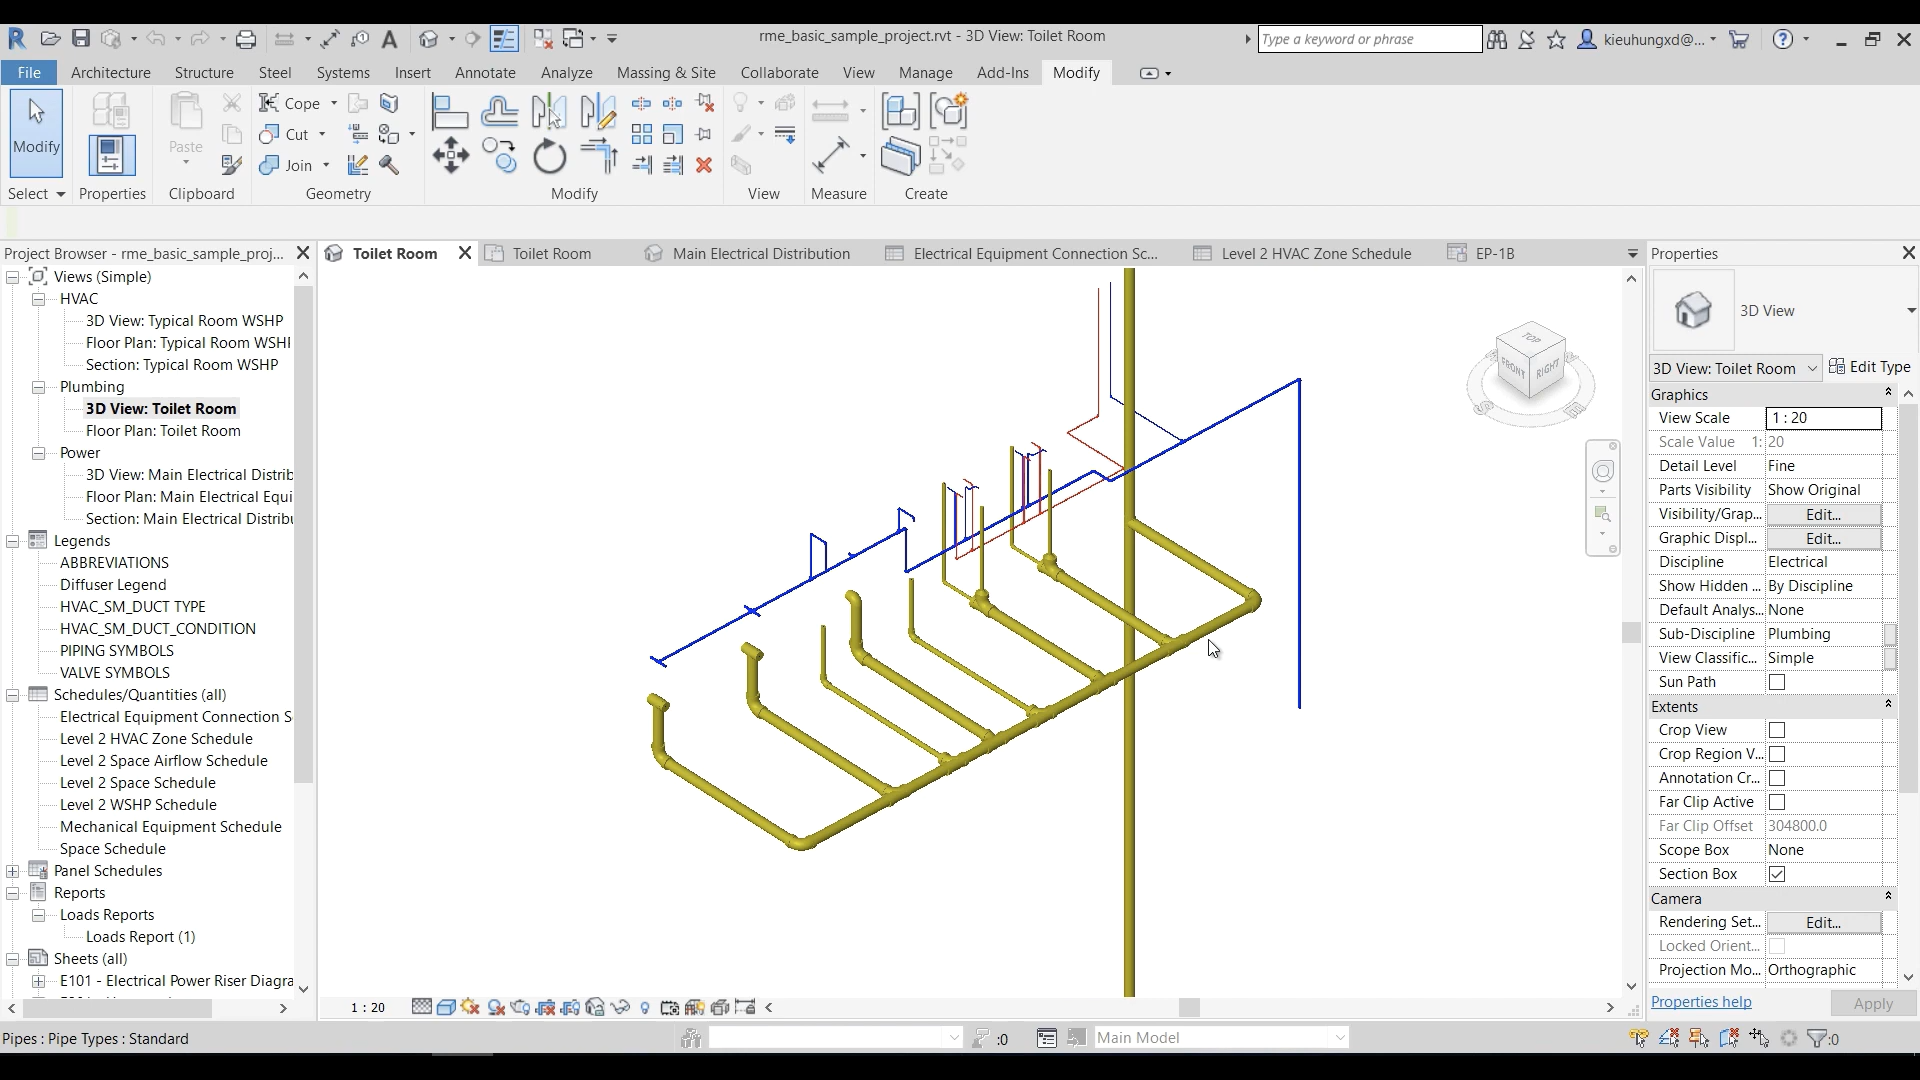 rme_basic_sample_project.rvt - 3D View: Toilet Room
Type a keyword or phrase
kieuhungxd@...
File
Architecture
Structure
Steel
Systems
Insert
Annotate
Analyze
Massing & Site
Collaborate
View
Manage
Add-Ins
Modify
Modify
Paste
Cope
Cut
Join
Select
Properties
Clipboard
Geometry
Modify
View
Measure
Create
Project Browser - rme_basic_sample_proj...
Toilet Room
Toilet Room
Main Electrical Distribution
Electrical Equipment Connection Sc...
Level 2 HVAC Zone Schedule
EP-1B
Views (Simple)
HVAC
3D View: Typical Room WSHP
Floor Plan: Typical Room WSHI
Section: Typical Room WSHP
Plumbing
3D View: Toilet Room
Floor Plan: Toilet Room
Power
3D View: Main Electrical Distrib
Floor Plan: Main Electrical Equi
Section: Main Electrical Distribu
Legends
ABBREVIATIONS
Diffuser Legend
HVAC_SM_DUCT TYPE
HVAC_SM_DUCT_CONDITION
PIPING SYMBOLS
VALVE SYMBOLS
Schedules/Quantities (all)
Electrical Equipment Connection S
Level 2 HVAC Zone Schedule
Level 2 Space Airflow Schedule
Level 2 Space Schedule
Level 2 WSHP Schedule
Mechanical Equipment Schedule
Space Schedule
Panel Schedules
Reports
Loads Reports
Loads Report (1)
Sheets (all)
E101 - Electrical Power Riser Diagra
TOP
FRONT
RIGHT
1 : 20
Properties
3D View
3D View: Toilet Room
Edit Type
Graphics
View Scale 1 : 20
Scale Value 1: 20
Detail Level Fine
Parts Visibility Show Original
Visibility/Grap... Edit...
Graphic Displ... Edit...
Discipline Electrical
Show Hidden ... By Discipline
Default Analys... None
Sub-Discipline Plumbing
View Classific... Simple
Sun Path
Extents
Crop View
Crop Region V...
Annotation Cr...
Far Clip Active
Far Clip Offset 304800.0
Scope Box None
Section Box
Camera
Rendering Set... Edit...
Locked Orient...
Projection Mo... Orthographic
Properties help
Apply
Pipes : Pipe Types : Standard
:0
Main Model
:0